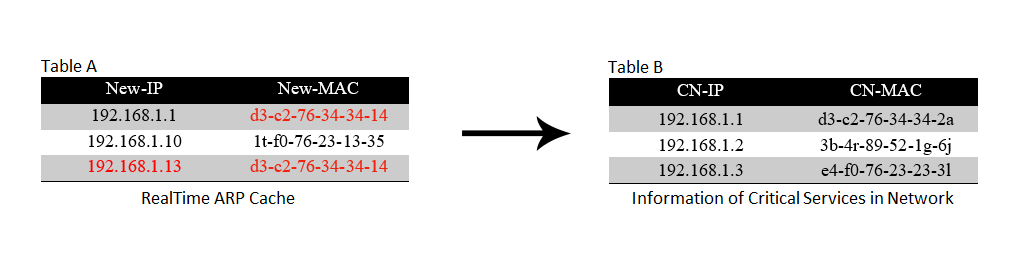 Table A
New-IP New-MAC
192.168.1.1 d3-c2-76-34-34-14
192.168.1.10 1t-f0-76-23-13-35
192.168.1.13 d3-c2-76-34-34-14
RealTime ARP Cache
Table B
CN-IP CN-MAC
192.168.1.1 d3-c2-76-34-34-2a
192.168.1.2 3b-4r-89-52-1g-6j
192.168.1.3 e4-f0-76-23-23-3l
Information of Critical Services in Network